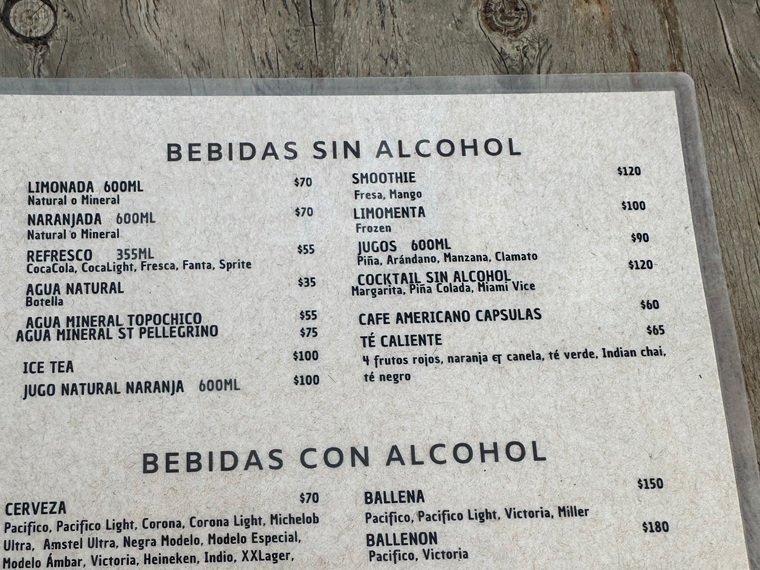 BEBIDAS SIN ALCOHOL
LIMONADA 600ML $70
Natural o Mineral
NARANJADA 600ML $70
Natural o Mineral
REFRESCO 355ML $55
CocaCola, CocaLight, Fresca, Fanta, Sprite
AGUA NATURAL $35
Botella
AGUA MINERAL TOPOCHICO $55
AGUA MINERAL ST PELLEGRINO $75
ICE TEA $100
JUGO NATURAL NARANJA 600ML $100
SMOOTHIE $120
Fresa, Mango
LIMOMENTA $100
Frozen
JUGOS 600ML $90
Piña, Arándano, Manzana, Clamato
COCKTAIL SIN ALCOHOL $120
Margarita, Piña Colada, Miami Vice
CAFE AMERICANO CAPSULAS $60
TÉ CALIENTE $65
4 frutos rojos, naranja & canela, té verde, Indian chai,
té negro
BEBIDAS CON ALCOHOL
CERVEZA $70
Pacifico, Pacifico Light, Corona, Corona Light, Michelob
Ultra, Amstel Ultra, Negra Modelo, Modelo Especial,
Modelo Ámbar, Victoria, Heineken, Indio, XXLager,
BALLENA $150
Pacifico, Pacifico Light, Victoria, Miller
BALLENON $180
Pacifico, Victoria